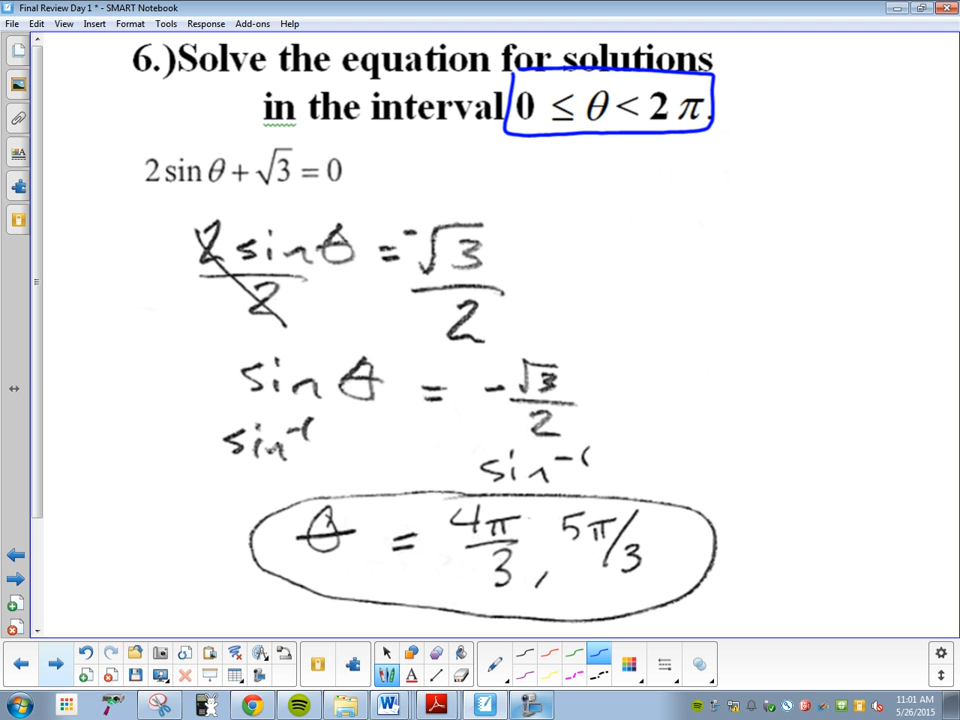 Final Review Day 1 * - SMART Notebook
File Edit View Insert Format Tools Response Add-ons Help
6.)Solve the equation for solutions
in the interval 0 ≤ θ < 2 π.
2 sin θ + √3 = 0
2 sin θ = -√3
2 2
sin θ = -√3/2
sin⁻¹ sin⁻¹
θ = 4π/3, 5π/3
11:01 AM
5/26/2015